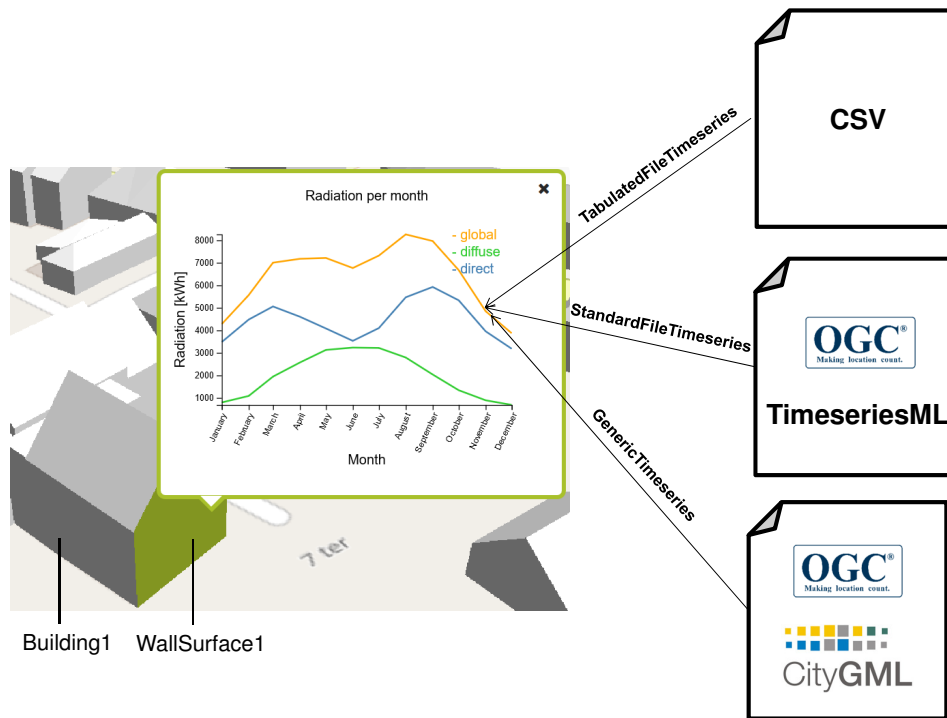 CSV
TabulatedFileTimeseries
✖
Radiation per month
- global
- diffuse
- direct
8000
7000
6000
5000
4000
3000
2000
1000
Radiation [kWh]
January
February
March
April
May
June
July
August
September
October
November
December
Month
StandardFileTimeseries
OGC®
Making location count.
TimeseriesML
GenericTimeseries
OGC®
Making location count.
CityGML
7 ter
Building1
WallSurface1